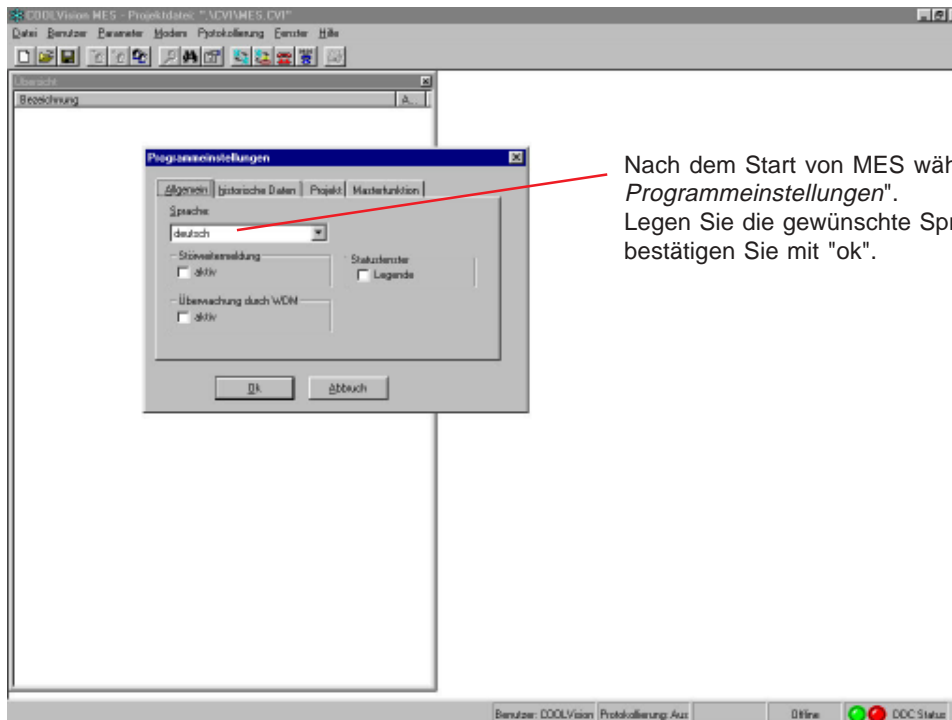 COOLVision MES - Projektdatei: ".\CVI\MES.CVI"
Datei Benutzer Parameter Modem Protokollierung Fenster Hilfe
Übersicht
Bezeichnung A...
Programmeinstellungen
Allgemein historische Daten Projekt Masterfunktion
Sprache:
deutsch
Störweitermeldung
aktiv
Statusfenster
Legende
Überwachung durch WDM
aktiv
Ok Abbruch
Nach dem Start von MES wäh
Programmeinstellungen".
Legen Sie die gewünschte Spr
bestätigen Sie mit "ok".
Benutzer: COOLVision Protokollierung: Aus Offline DDC Status